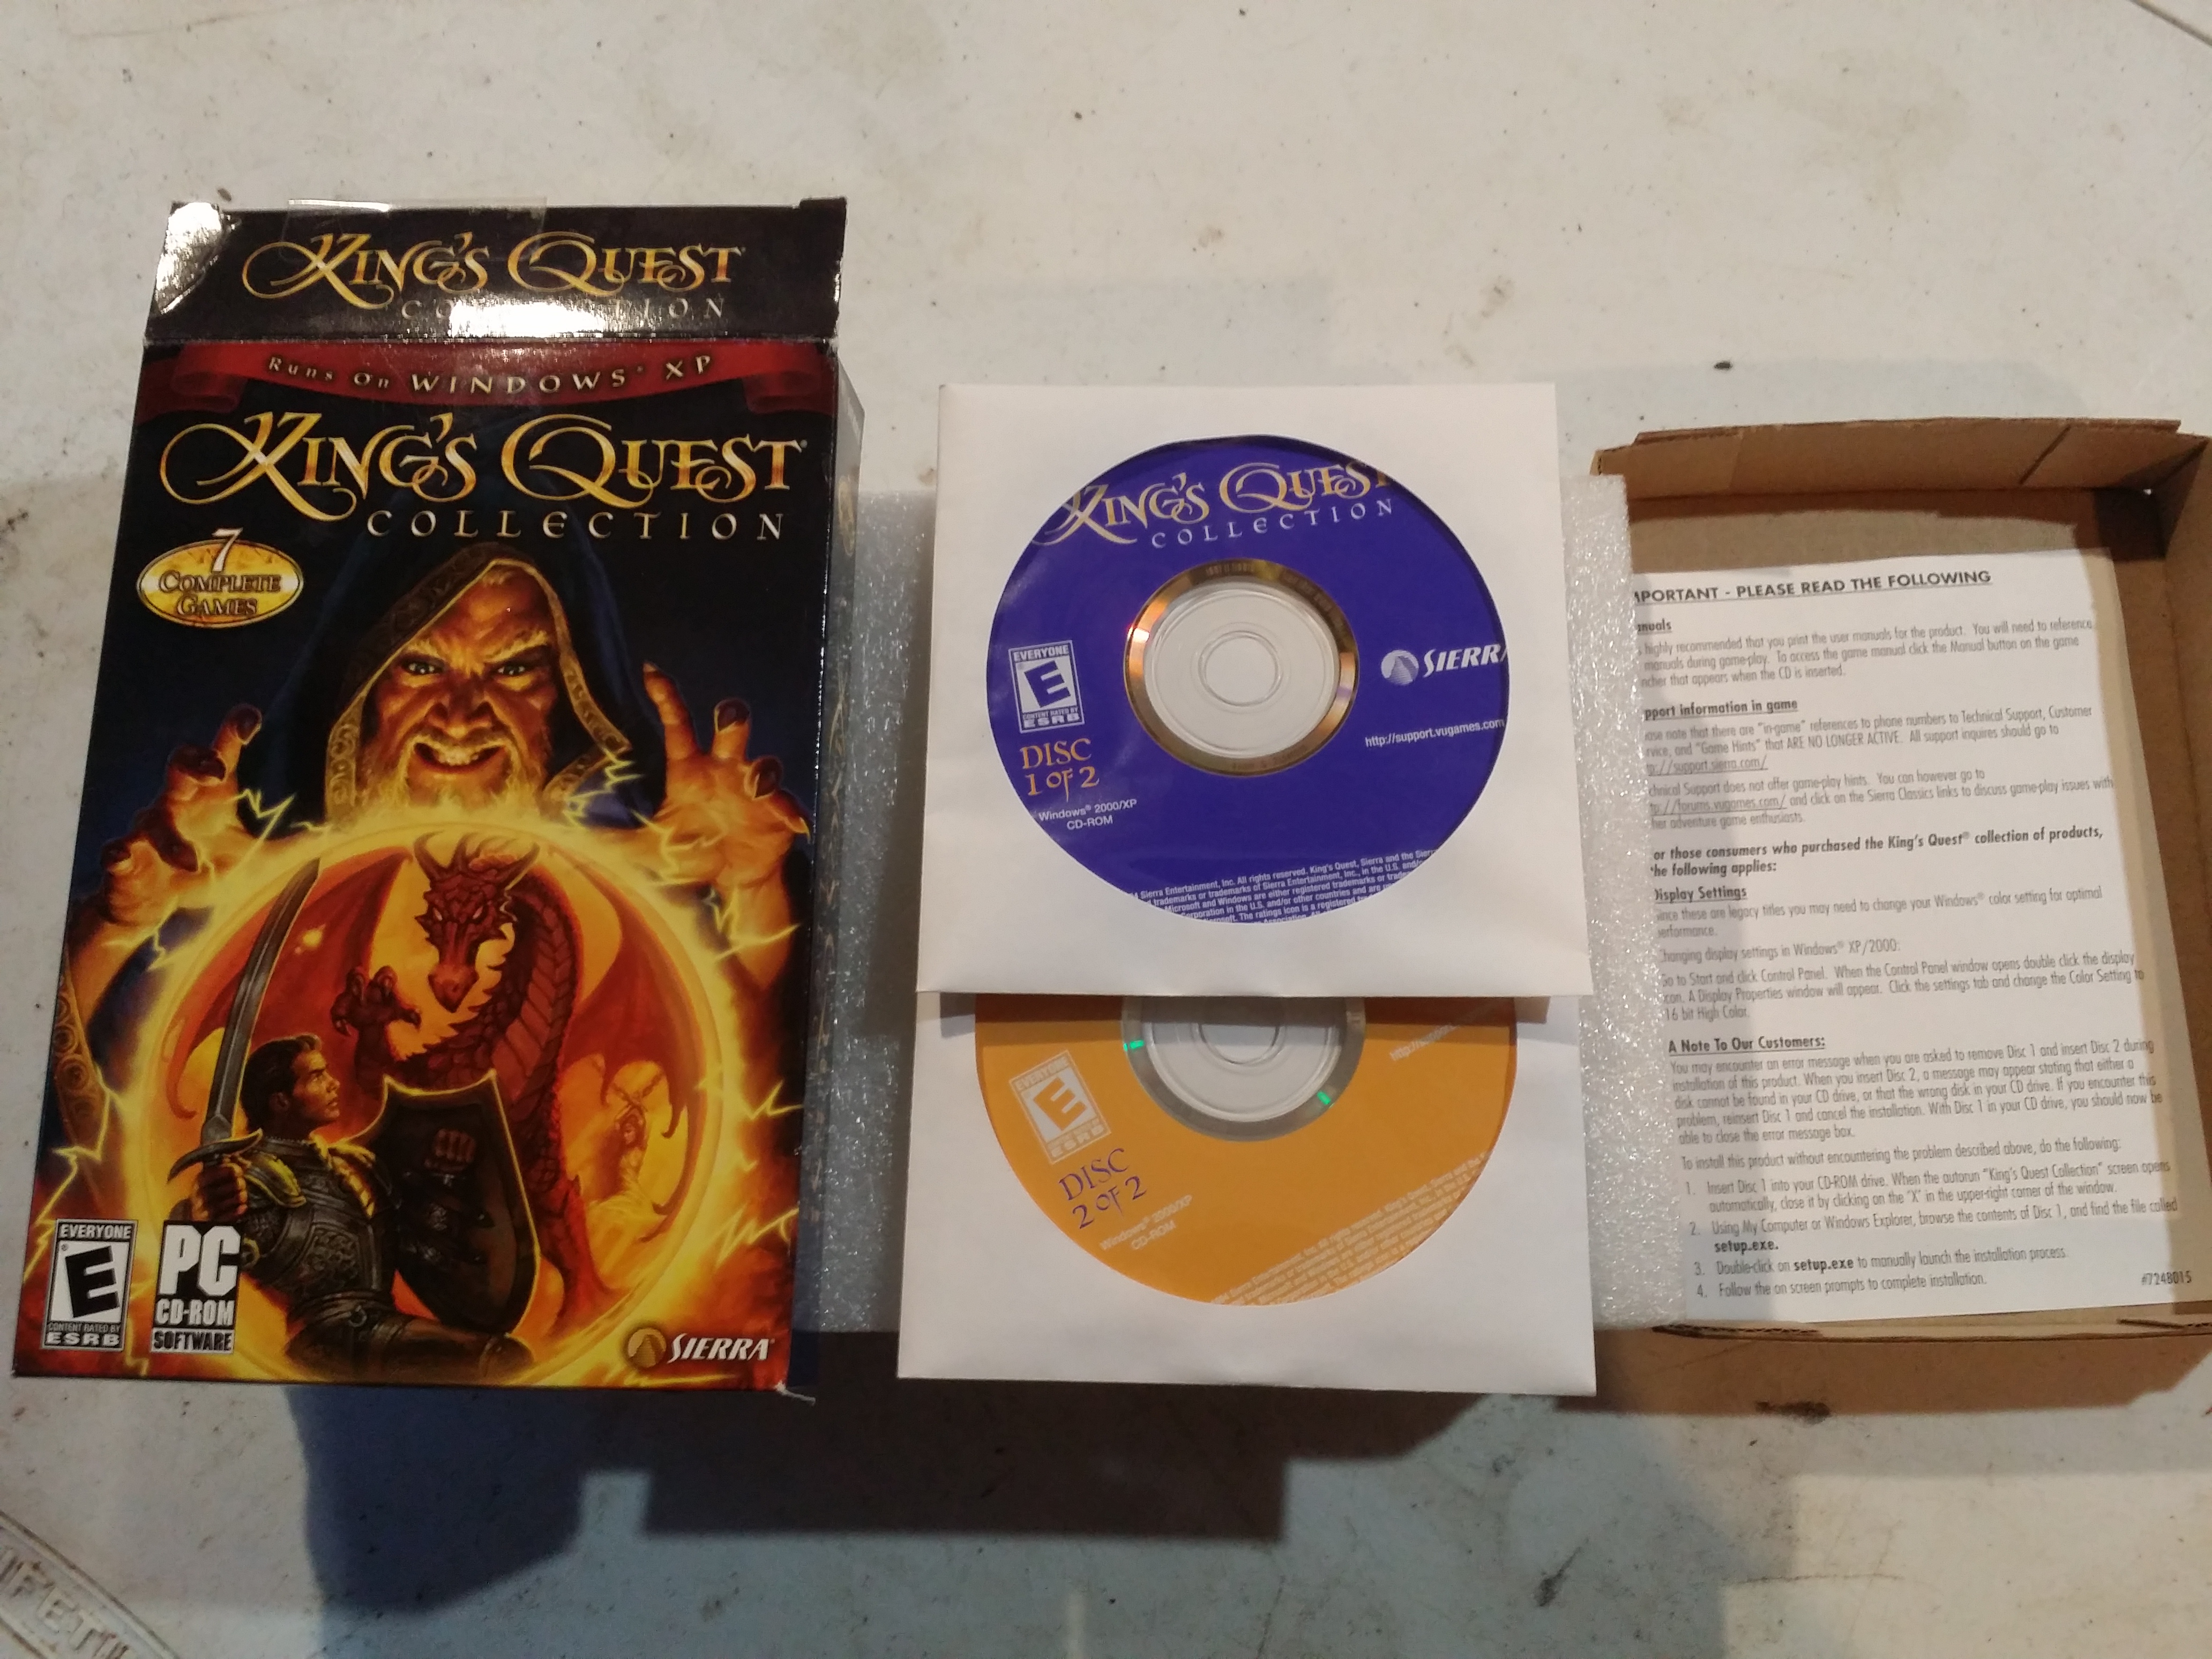 KING'S QUEST
COLLECTION
Runs on WINDOWS® XP
KING'S QUEST®
COLLECTION
7
COMPLETE
GAMES
EVERYONE
E®
CONTENT RATED BY
ESRB
PC
CD-ROM
SOFTWARE
SIERRA®
KING'S QUEST
COLLECTION
EVERYONE
E
CONTENT RATED BY
ESRB
SIERRA
http://support.vugames.com
DISC
1 OF 2
Windows® 2000/XP
CD-ROM
EVERYONE
E
ESRB
DISC
2 OF 2
Windows® 2000/XP
CD-ROM
PORTANT - PLEASE READ THE FOLLOWING
nuals
highly recommended that you print the user manuals for the product. You will need to reference
manuals during game-play. To access the game manual click the Manual button on the game
ncher that appears when the CD is inserted.
pport information in game
ase note that there are "in-game" references to phone numbers to Technical Support, Customer
rvice, and "Game Hints" that ARE NO LONGER ACTIVE. All support inquires should go to
tp://support.sierra.com/
chnical Support does not offer game-play hints. You can however go to
tp://forums.vugames.com/ and click on the Sierra Classics links to discuss game-play issues with
her adventure game enthusiasts.
or those consumers who purchased the King's Quest® collection of products,
he following applies:
Display Settings
ince these are legacy titles you may need to change your Windows® color setting for optimal
erformance.
Changing display settings in Windows® XP/2000:
Go to Start and click Control Panel. When the Control Panel window opens double click the display
icon. A Display Properties window will appear. Click the settings tab and change the Color Setting to
16 bit High Color.
A Note To Our Customers:
You may encounter an error message when you are asked to remove Disc 1 and insert Disc 2 during
installation of this product. When you insert Disc 2, a message may appear stating that either a
disk cannot be found in your CD drive, or that the wrong disk in your CD drive. If you encounter this
problem, reinsert Disc 1 and cancel the installation. With Disc 1 in your CD drive, you should now be
able to close the error message box.
To install this product without encountering the problem described above, do the following:
1. Insert Disc 1 into your CD-ROM drive. When the autorun "King's Quest Collection" screen opens
automatically, close it by clicking on the "X" in the upper-right corner of the window.
2. Using My Computer or Windows Explorer, browse the contents of Disc 1, and find the file called
setup.exe.
3. Double-click on setup.exe to manually launch the installation process.
4. Follow the on screen prompts to complete installation.
#7248015